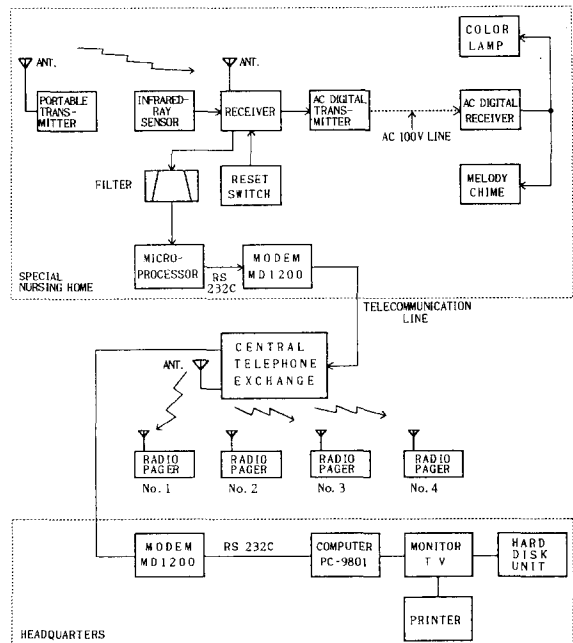 COLOR
LAMP
ANT.
ANT.
PORTABLE
TRANS-
MITTER
INFRARED-
RAY
SENSOR
RECEIVER
AC DIGITAL
TRANS-
MITTER
AC 100V LINE
AC DIGITAL
RECEIVER
FILTER
RESET
SWITCH
MELODY
CHIME
MICRO-
PROCESSOR
RS
232C
MODEM
MD1200
SPECIAL
NURSING HOME
TELECOMMUNICATION
LINE
CENTRAL
TELEPHONE
EXCHANGE
ANT.
RADIO
PAGER
No. 1
RADIO
PAGER
No. 2
RADIO
PAGER
No. 3
RADIO
PAGER
No. 4
MODEM
MD1200
RS 232C
COMPUTER
PC-9801
MONITOR
T V
HARD
DISK
UNIT
PRINTER
HEADQUARTERS